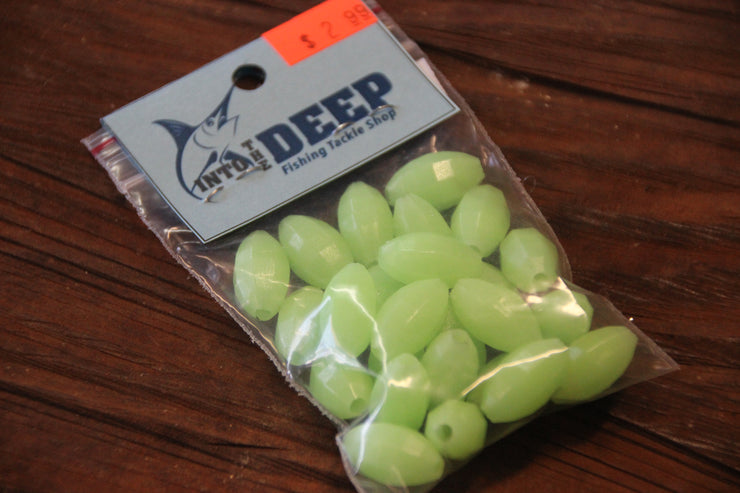 $ 2 99
INTO THE DEEP
Fishing Tackle Shop